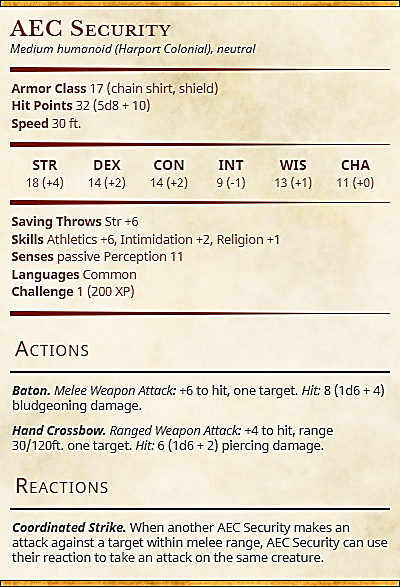 AEC Security
Medium humanoid (Harport Colonial), neutral
Armor Class 17 (chain shirt, shield)
Hit Points 32 (5d8 + 10)
Speed 30 ft.
STR DEX CON INT WIS CHA
18 (+4) 14 (+2) 14 (+2) 9 (-1) 13 (+1) 11 (+0)
Saving Throws Str +6
Skills Athletics +6, Intimidation +2, Religion +1
Senses passive Perception 11
Languages Common
Challenge 1 (200 XP)
Actions
Baton. Melee Weapon Attack: +6 to hit, one target. Hit: 8 (1d6 + 4)
bludgeoning damage.
Hand Crossbow. Ranged Weapon Attack: +4 to hit, range
30/120ft. one target. Hit: 6 (1d6 + 2) piercing damage.
Reactions
Coordinated Strike. When another AEC Security makes an
attack against a target within melee range, AEC Security can use
their reaction to take an attack on the same creature.